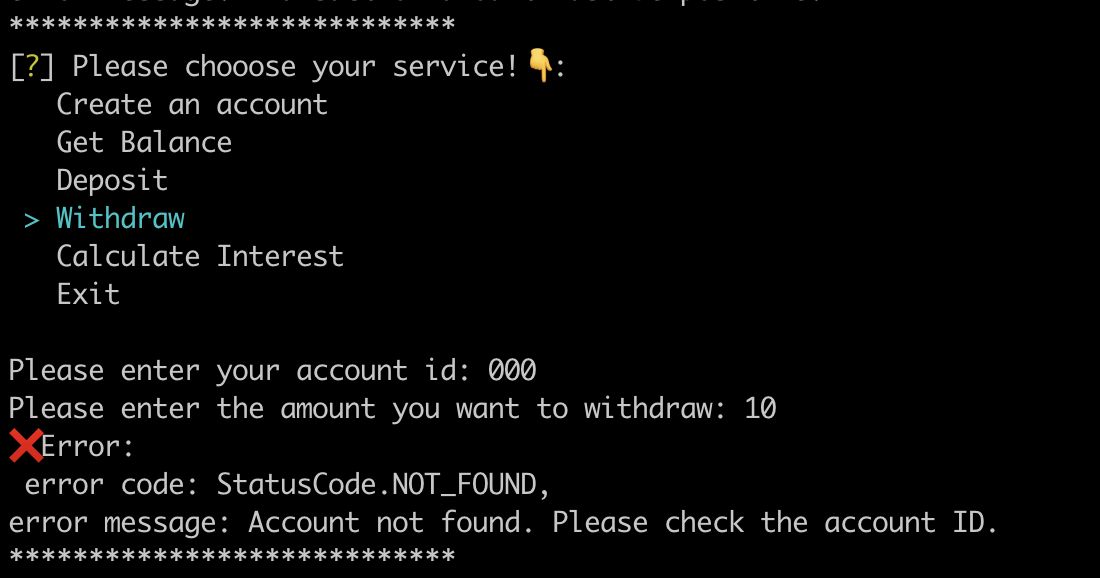 ****************************
[?] Please chooose your service!👇:
Create an account
Get Balance
Deposit
> Withdraw
Calculate Interest
Exit
Please enter your account id: 000
Please enter the amount you want to withdraw: 10
❌Error:
error code: StatusCode.NOT_FOUND,
error message: Account not found. Please check the account ID.
****************************